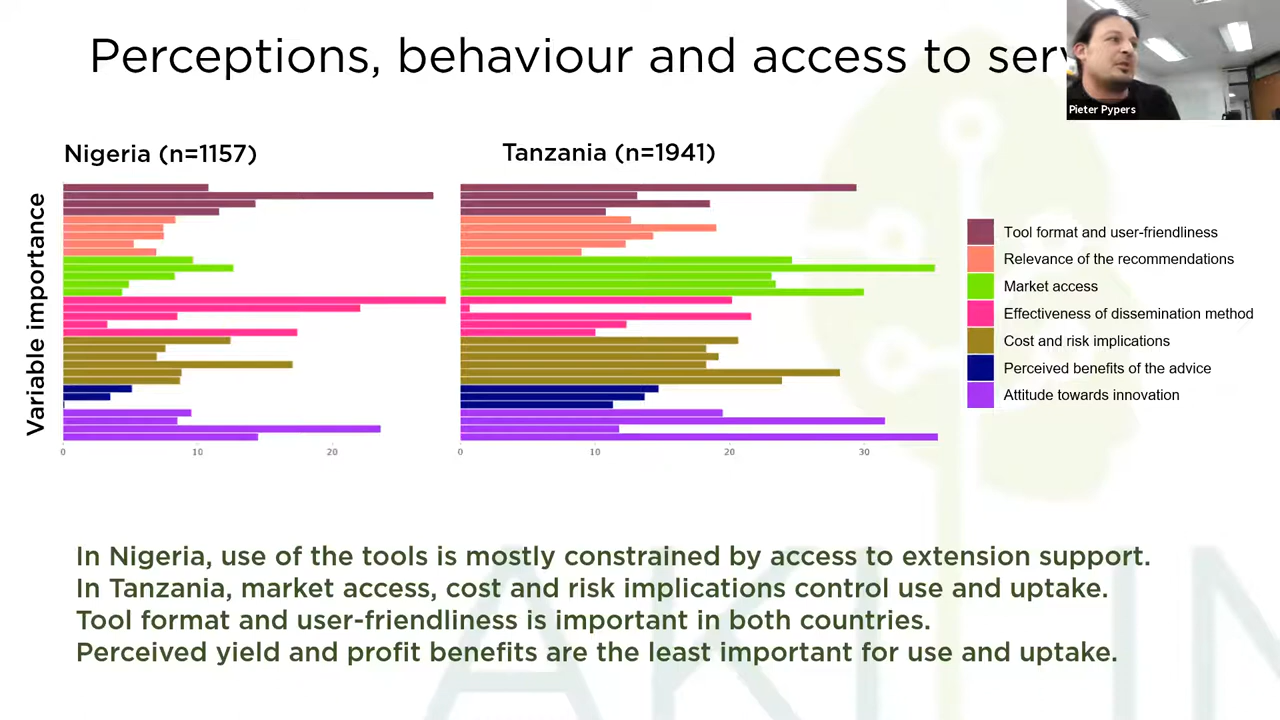 Perceptions, behaviour and access to ser
Pieter Pypers
Nigeria (n=1157)
Tanzania (n=1941)
Variable importance
0 10 20
0 10 20 30
Tool format and user-friendliness
Relevance of the recommendations
Market access
Effectiveness of dissemination method
Cost and risk implications
Perceived benefits of the advice
Attitude towards innovation
In Nigeria, use of the tools is mostly constrained by access to extension support.
In Tanzania, market access, cost and risk implications control use and uptake.
Tool format and user-friendliness is important in both countries.
Perceived yield and profit benefits are the least important for use and uptake.